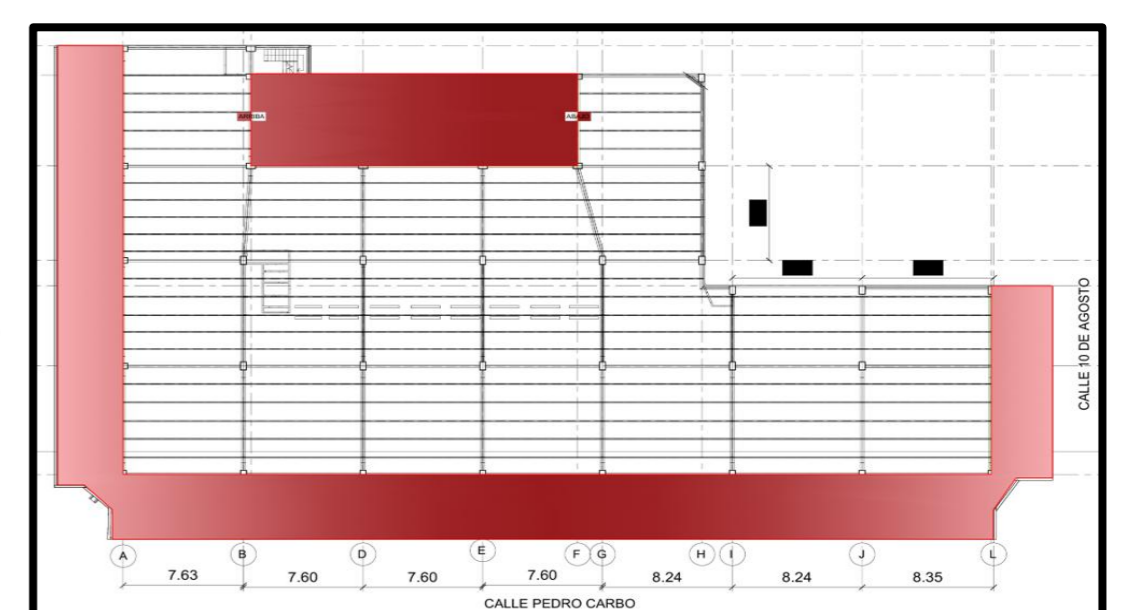 ARRIBA
ABAJO
CALLE 10 DE AGOSTO
A B D E F G H I J L
7.63 7.60 7.60 7.60 8.24 8.24 8.35
CALLE PEDRO CARBO